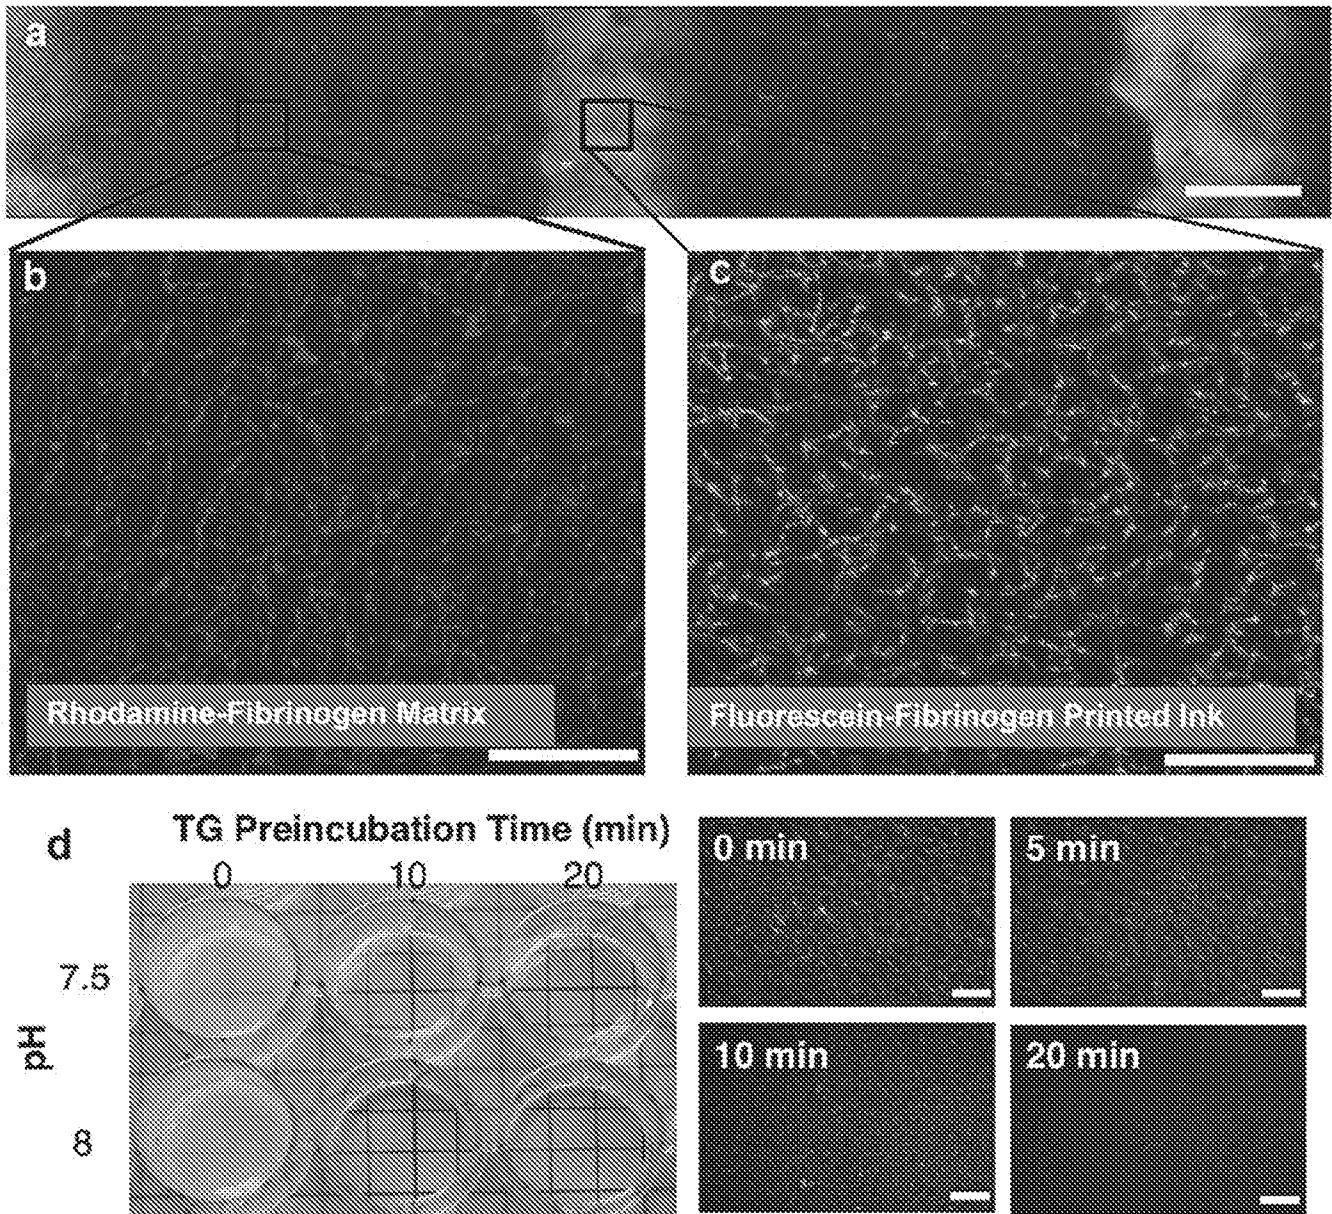 a
b
c
Rhodamine-Fibrinogen Matrix
Fluorescein-Fibrinogen Printed Ink
d
TG Preincubation Time (min)
0
10
20
7.5
pH
8
0 min
5 min
10 min
20 min